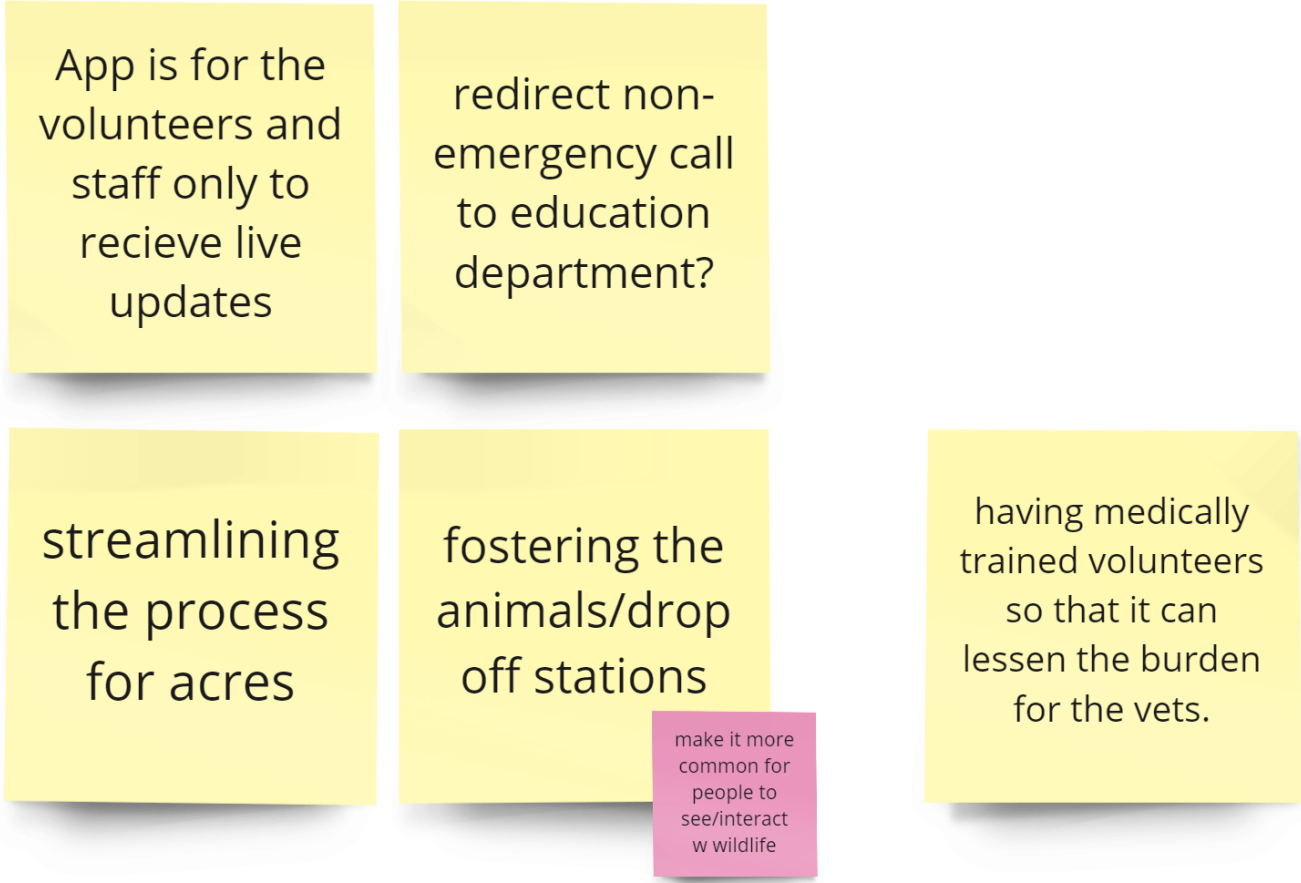 App is for the
volunteers and
staff only to
recieve live
updates
redirect non-
emergency call
to education
department?
streamlining
the process
for acres
fostering the
animals/drop
off stations
make it more
common for
people to
see/interact
w wildlife
having medically
trained volunteers
so that it can
lessen the burden
for the vets.